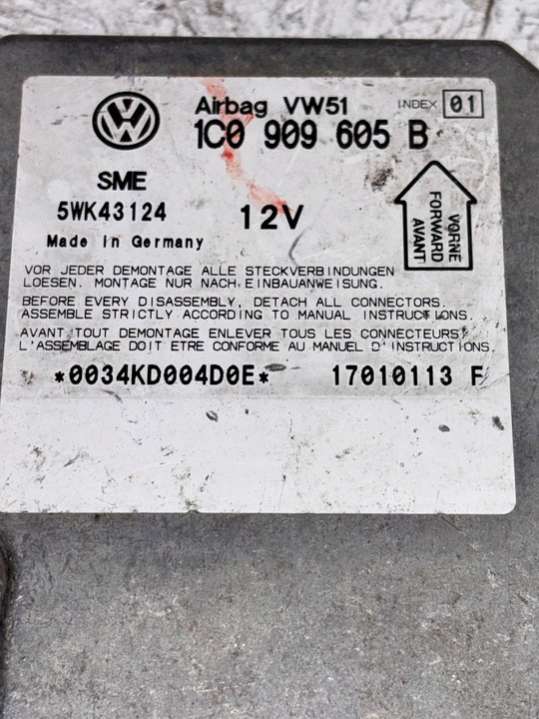 Airbag VW51 INDEX 01
1C0 909 605 B
SME
5WK43124 12V
Made in Germany
VORNE
FORWARD
AVANT
VOR JEDER DEMONTAGE ALLE STECKVERBINDUNGEN
LOESEN. MONTAGE NUR NACH EINBAUANWEISUNG.
BEFORE EVERY DISASSEMBLY, DETACH ALL CONNECTORS.
ASSEMBLE STRICTLY ACCORDING TO MANUAL INSTRUCTIONS.
AVANT TOUT DEMONTAGE ENLEVER TOUS LES CONNECTEURS
L'ASSEMBLAGE DOIT ETRE CONFORME AU MANUEL D'INSTRUCTIONS
*0034KD004D0E* 17010113 F